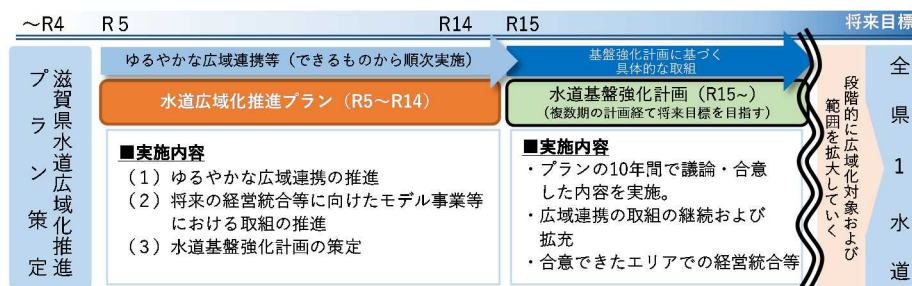 ～R4
R5
R14
R15
将来目標
滋賀県水道広域化推進
プラン策定
ゆるやかな広域連携等（できるものから順次実施）
水道広域化推進プラン（R5～R14）
■実施内容
（1）ゆるやかな広域連携の推進
（2）将来の経営統合等に向けたモデル事業等
における取組の推進
（3）水道基盤強化計画の策定
基盤強化計画に基づく
具体的な取組
水道基盤強化計画（R15～）
（複数期の計画経て将来目標を目指す）
■実施内容
・プランの10年間で議論・合意
した内容を実施。
・広域連携の取組の継続および
拡充
・合意できたエリアでの経営統合等
段階的に広域化対象および
範囲を拡大していく
全県1水道